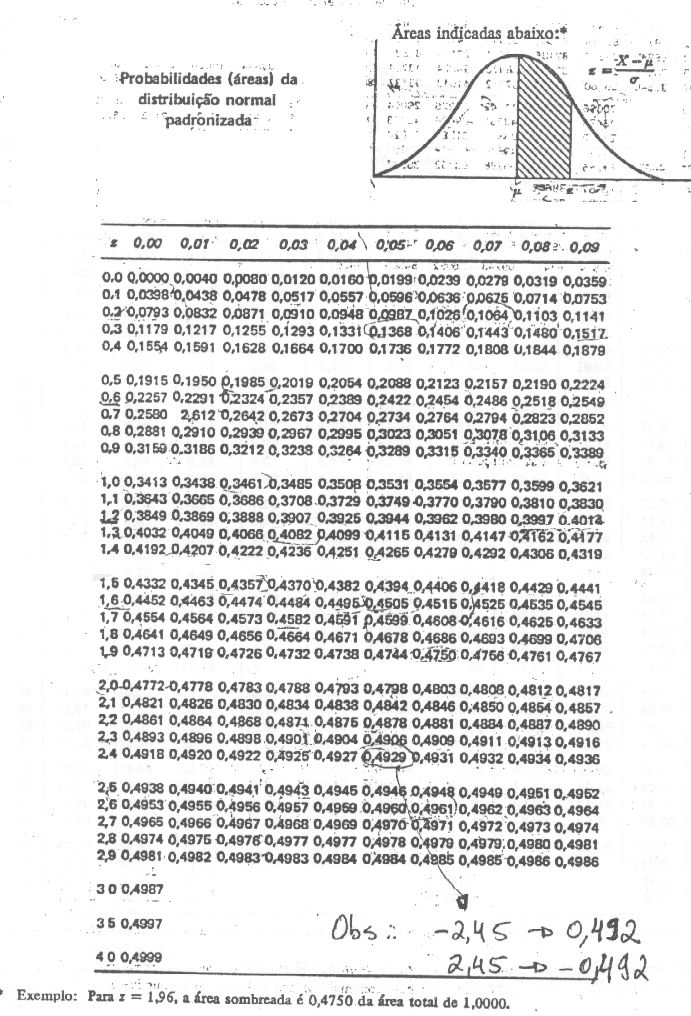 Áreas indicadas abaixo:*
Probabilidades (áreas) da
distribuição normal
padronizada
z = X − μ
σ
μ z
z 0,00 0,01 0,02 0,03 0,04 0,05 0,06 0,07 0,08 0,09
0.0 0,0000 0,0040 0,0080 0,0120 0,0160 0,0199 0,0239 0,0279 0,0319 0,0359
0.1 0,0398 0,0438 0,0478 0,0517 0,0557 0,0596 0,0636 0,0675 0,0714 0,0753
0.2 0,0793 0,0832 0,0871 0,0910 0,0948 0,0987 0,1026 0,1064 0,1103 0,1141
0,3 0,1179 0,1217 0,1255 0,1293 0,1331 0,1368 0,1406 0,1443 0,1480 0,1517
0,4 0,1554 0,1591 0,1628 0,1664 0,1700 0,1736 0,1772 0,1808 0,1844 0,1879
0,5 0,1915 0,1950 0,1985 0,2019 0,2054 0,2088 0,2123 0,2157 0,2190 0,2224
0,6 0,2257 0,2291 0,2324 0,2357 0,2389 0,2422 0,2454 0,2486 0,2518 0,2549
0,7 0,2580 2,612 0,2642 0,2673 0,2704 0,2734 0,2764 0,2794 0,2823 0,2852
0,8 0,2881 0,2910 0,2939 0,2967 0,2995 0,3023 0,3051 0,3078 0,3106 0,3133
0,9 0,3159 0,3186 0,3212 0,3238 0,3264 0,3289 0,3315 0,3340 0,3365 0,3389
1,0 0,3413 0,3438 0,3461 0,3485 0,3508 0,3531 0,3554 0,3577 0,3599 0,3621
1,1 0,3643 0,3665 0,3686 0,3708 0,3729 0,3749 0,3770 0,3790 0,3810 0,3830
1,2 0,3849 0,3869 0,3888 0,3907 0,3925 0,3944 0,3962 0,3980 0,3997 0.4014
1,3 0,4032 0,4049 0,4066 0,4082 0,4099 0,4115 0,4131 0,4147 0,4162 0,4177
1,4 0,4192 0,4207 0,4222 0,4236 0,4251 0,4265 0,4279 0,4292 0,4306 0,4319
1,5 0,4332 0,4345 0,4357 0,4370 0,4382 0,4394 0,4406 0,4418 0,4429 0,4441
1,6 0,4452 0,4463 0,4474 0,4484 0,4495 0,4505 0,4515 0,4525 0,4535 0,4545
1,7 0,4554 0,4564 0,4573 0,4582 0,4591 0,4599 0,4608 0,4616 0,4625 0,4633
1,8 0,4641 0,4649 0,4656 0,4664 0,4671 0,4678 0,4686 0,4693 0,4699 0,4706
1,9 0,4713 0,4719 0,4726 0,4732 0,4738 0,4744 0,4750 0,4756 0,4761 0,4767
2,0 0,4772 0,4778 0,4783 0,4788 0,4793 0,4798 0,4803 0,4808 0,4812 0,4817
2,1 0,4821 0,4826 0,4830 0,4834 0,4838 0,4842 0,4846 0,4850 0,4854 0,4857
2,2 0,4861 0,4864 0,4868 0,4871 0,4875 0,4878 0,4881 0,4884 0,4887 0,4890
2,3 0,4893 0,4896 0,4898 0,4901 0,4904 0,4906 0,4909 0,4911 0,4913 0,4916
2,4 0,4918 0,4920 0,4922 0,4925 0,4927 0,4929 0,4931 0,4932 0,4934 0,4936
2,5 0,4938 0,4940 0,4941 0,4943 0,4945 0,4946 0,4948 0,4949 0,4951 0,4952
2,6 0,4953 0,4955 0,4956 0,4957 0,4959 0,4960 0,4961 0,4962 0,4963 0,4964
2,7 0,4965 0,4966 0,4967 0,4968 0,4969 0,4970 0,4971 0,4972 0,4973 0,4974
2,8 0,4974 0,4975 0,4976 0,4977 0,4977 0,4978 0,4979 0,4979 0,4980 0,4981
2,9 0,4981 0,4982 0,4983 0,4983 0,4984 0,4984 0,4985 0,4985 0,4986 0,4986
3 0 0,4987
3 5 0,4997
4 0 0,4999
Obs.: -2,45 → 0,492
2,45 → -0,492
* Exemplo: Para z = 1,96, a área sombreada é 0,4750 da área total de 1,0000.